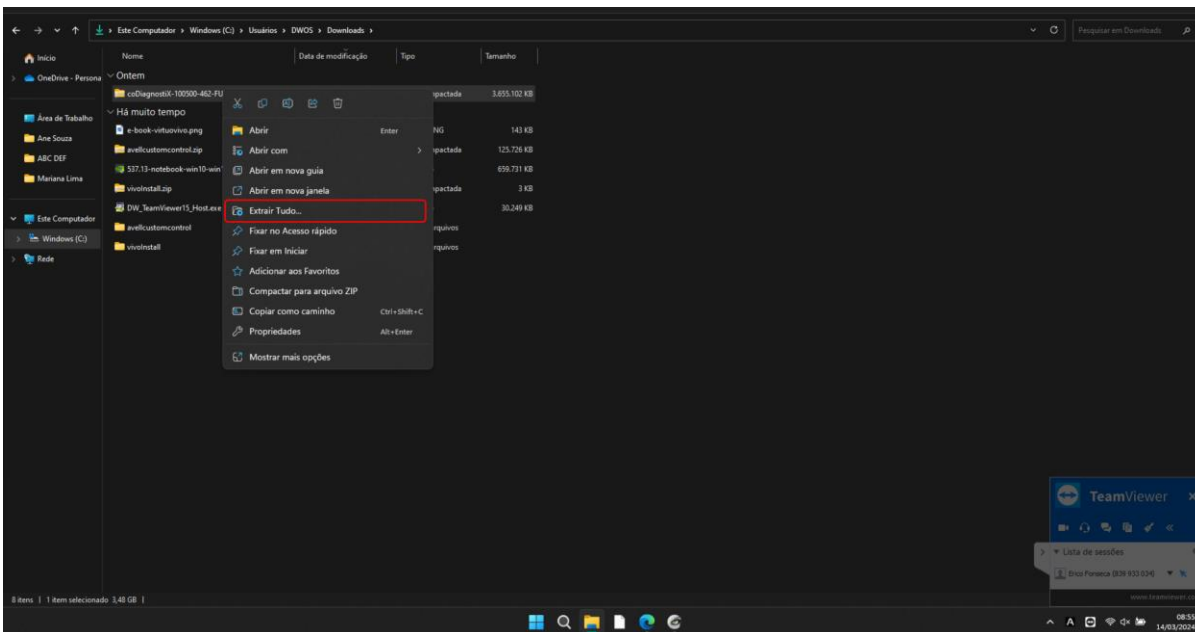 Este Computador > Windows (C:) > Usuários > DWOS > Downloads >
Pesquisar em Downloads
Início
OneDrive - Persona
Área de Trabalho
Ane Souza
ABC DEF
Mariana Lima
Este Computador
Windows (C:)
Rede
Nome Data de modificação Tipo Tamanho
Ontem
coDiagnostiX-100500-462-FU mpactada 3.655.102 KB
Há muito tempo
e-book-virtuovivo.png NG 143 KB
avellcustomcontrol.zip mpactada 125.726 KB
537.13-notebook-win10-win 659.731 KB
vivoInstall.zip mpactada 3 KB
DW_TeamViewer15_Host.exe 30.249 KB
avellcustomcontrol rquivos
vivoInstall rquivos
Abrir Enter
Abrir com >
Abrir em nova guia
Abrir em nova janela
Extrair Tudo...
Fixar no Acesso rápido
Fixar em Iniciar
Adicionar aos Favoritos
Compactar para arquivo ZIP
Copiar como caminho Ctrl+Shift+C
Propriedades Alt+Enter
Mostrar mais opções
TeamViewer
Lista de sessões
Erico Fonseca (839 933 034)
8 itens | 1 item selecionado 3,48 GB |
A
08:55
14/03/2024